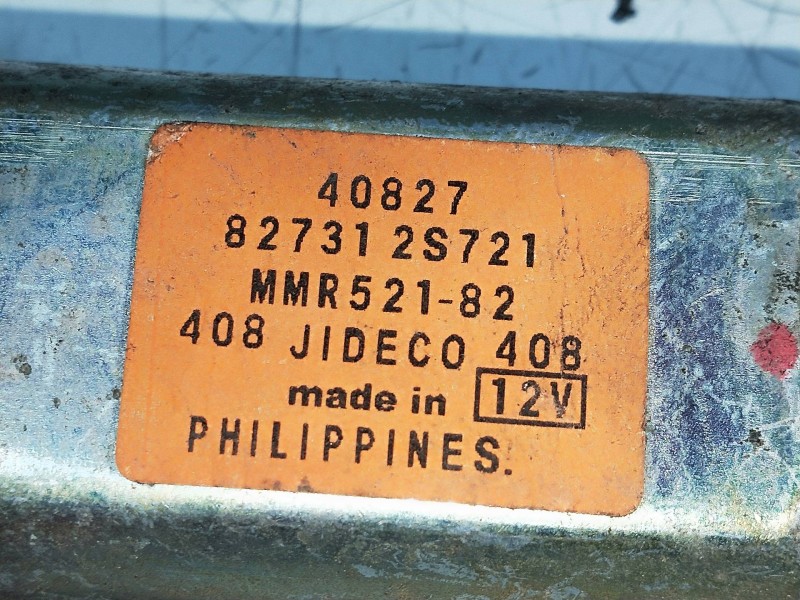 40827
82731 2S721
MMR521-82
408 JIDECO 408
made in 12V
PHILIPPINES.